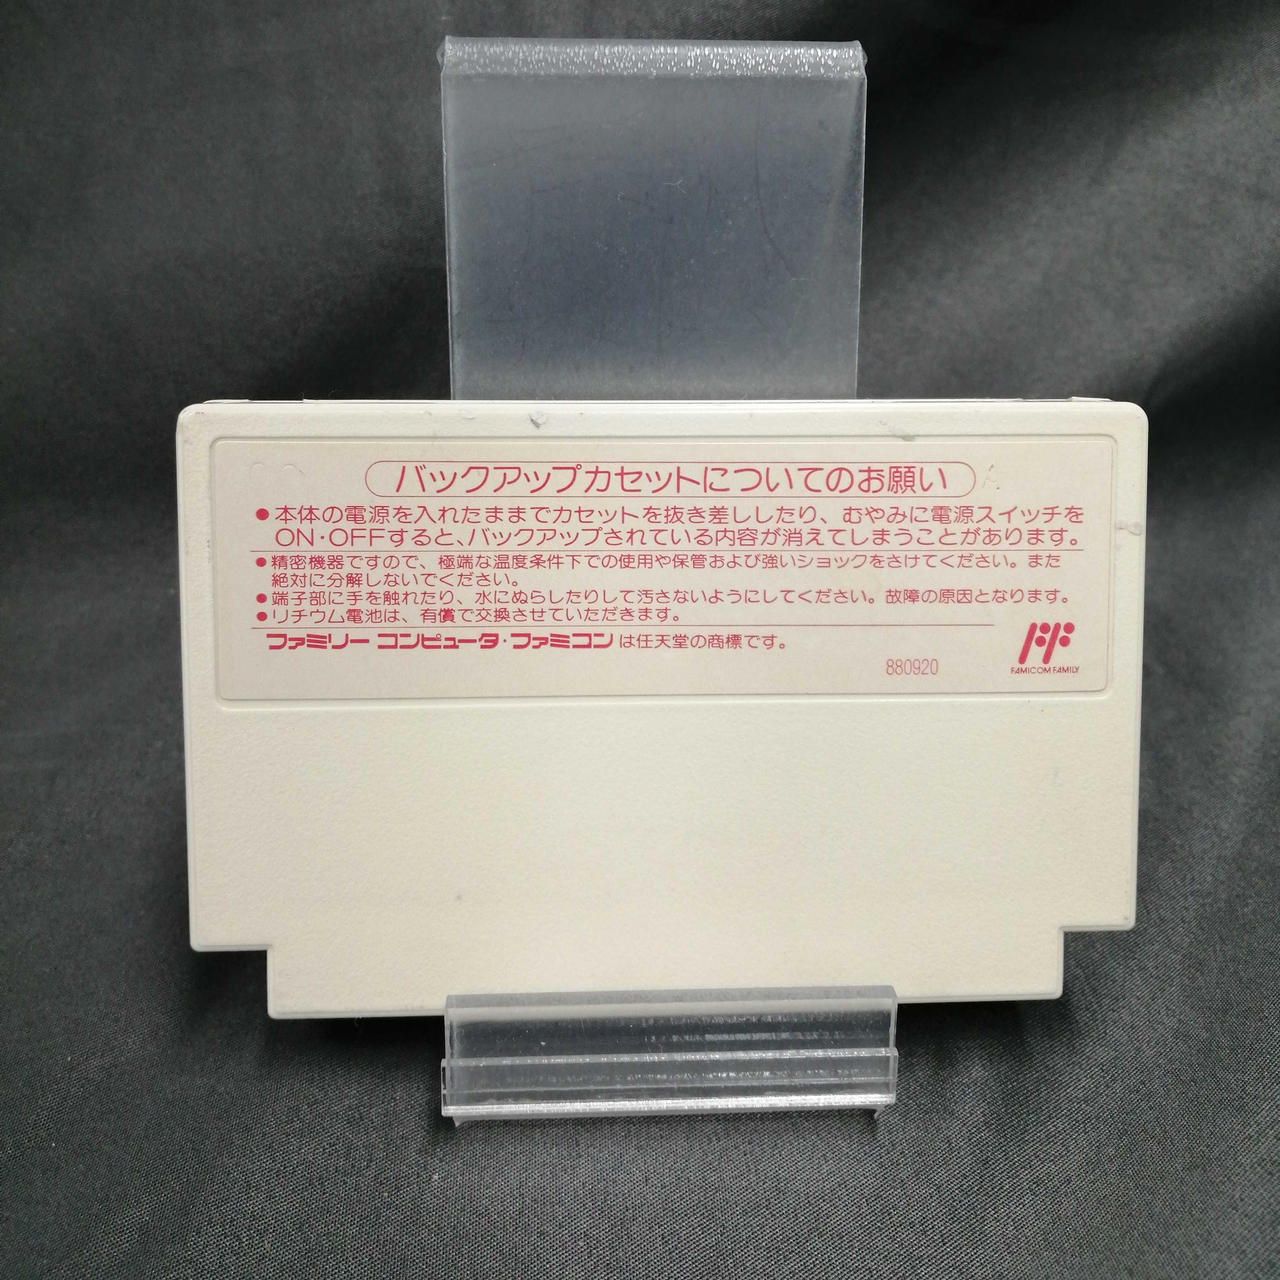 バックアップカセットについてのお願い
●本体の電源を入れたままでカセットを抜き差ししたり、むやみに電源スイッチを
ON·OFFすると、バックアップされている内容が消えてしまうことがあります。
●精密機器ですので、極端な温度条件下での使用や保管および強いショックをさけてください。また
絶対に分解しないでください。
●端子部に手を触れたり、水にぬらしたりして汚さないようにしてください。故障の原因となります。
●リチウム電池は、有償で交換させていただきます。
ファミリーコンピュータ·ファミコンは任天堂の商標です。
880920
FAMICOM FAMILY